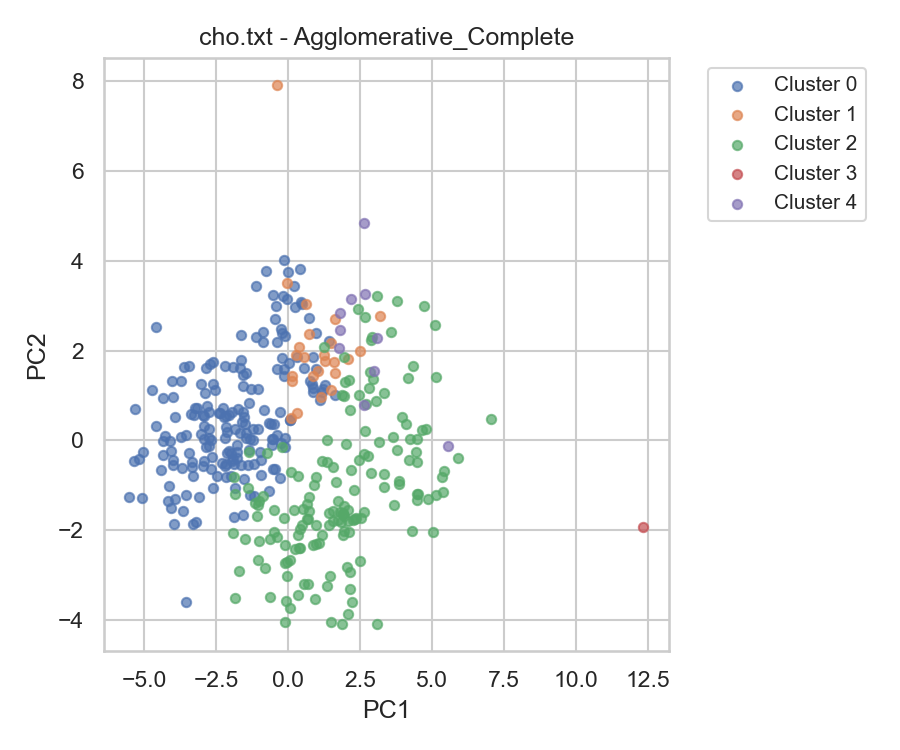 cho.txt - Agglomerative_Complete
Cluster 0
Cluster 1
Cluster 2
Cluster 3
Cluster 4
PC2
8
6
4
2
0
−2
−4
−5.0 −2.5 0.0 2.5 5.0 7.5 10.0 12.5
PC1